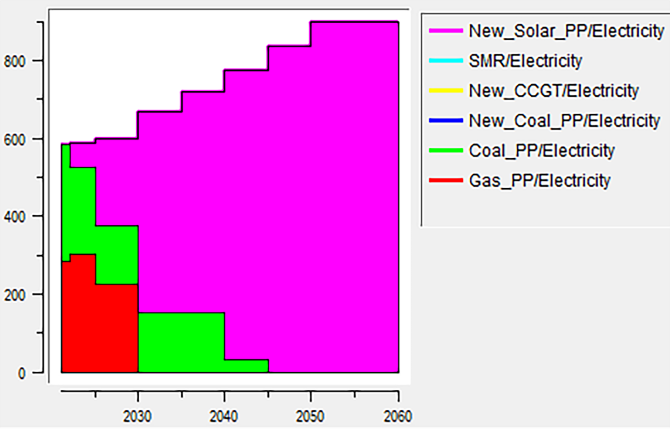 800
600
400
200
0
2030 2040 2050 2060
New_Solar_PP/Electricity
SMR/Electricity
New_CCGT/Electricity
New_Coal_PP/Electricity
Coal_PP/Electricity
Gas_PP/Electricity